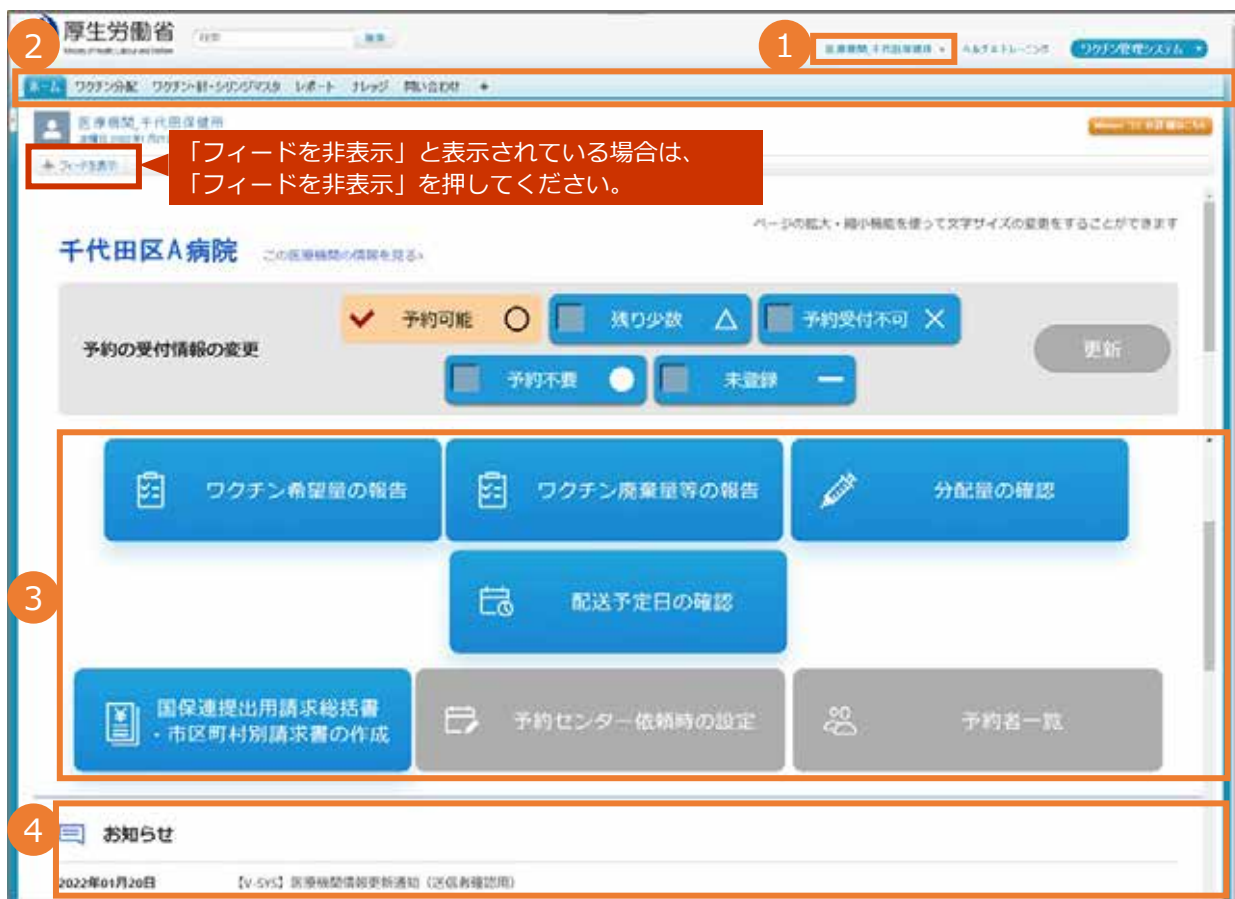 2
厚生労働省
検索
1
医療機関_千代田保健所
ヘルプ&トレーニング
ワクチン管理システム
ホーム ワクチン分配 ワクチン・針・シリンジマスタ レポート ナレッジ 問い合わせ +
医療機関_千代田保健所
フィードを表示
「フィードを非表示」と表示されている場合は、
「フィードを非表示」を押してください。
ページの拡大・縮小機能を使って文字サイズの変更をすることができます
千代田区A病院 この医療機関の情報を見る>
予約の受付情報の変更
予約可能
残り少数
予約受付不可
予約不要
未登録
更新
3
ワクチン希望量の報告
ワクチン廃棄量等の報告
分配量の確認
配送予定日の確認
国保連提出用請求総括書
・市区町村別請求書の作成
予約センター依頼時の設定
予約者一覧
4
お知らせ
2022年01月20日 【V-SYS】医療機関情報更新通知（送信者確認用）